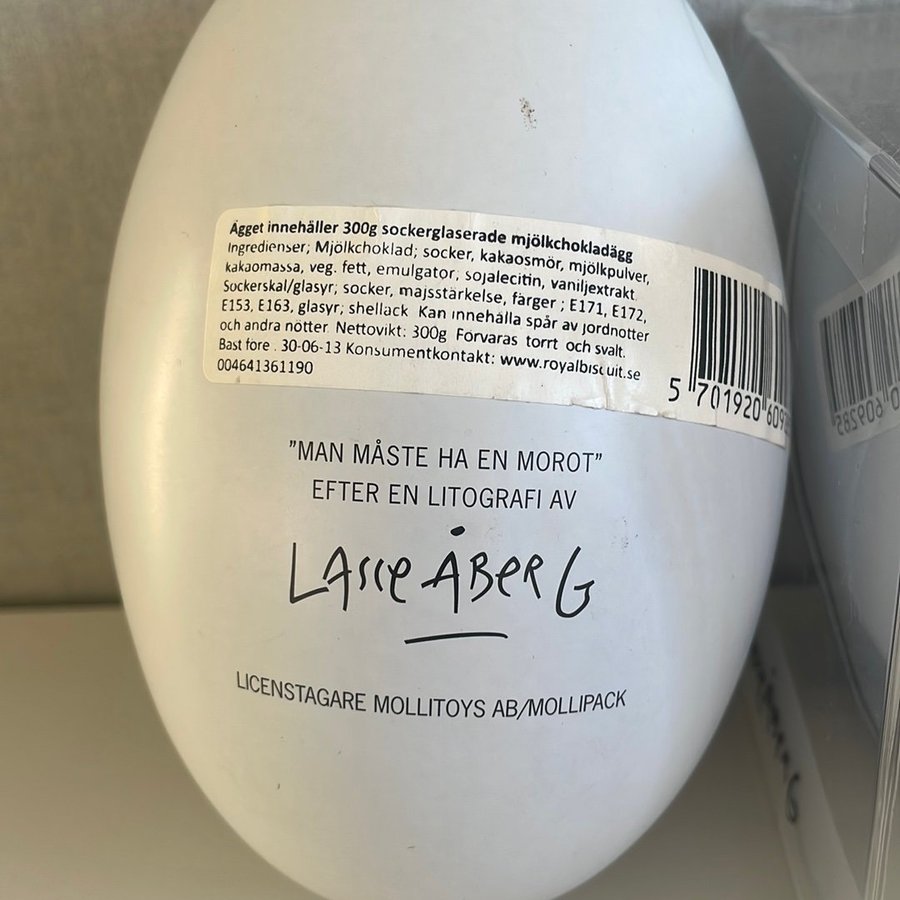 Ägget innehåller 300g sockerglaserade mjölkchokladägg
Ingredienser; Mjölkchoklad; socker, kakaosmör, mjölkpulver,
kakaomassa, veg. fett, emulgator; sojalecitin, vaniljextrakt
Sockerskal/glasyr; socker, majsstärkelse, färger ; E171, E172,
E153, E163, glasyr; shellack Kan innehålla spår av jordnötter
och andra nötter Nettovikt: 300g Förvaras torrt och svalt.
Bäst före . 30-06-13 Konsumentkontakt: www.royalbiscuit.se
004641361190
5 701920 609
"MAN MÅSTE HA EN MOROT"
EFTER EN LITOGRAFI AV
LASSE ÅBERG
LICENSTAGARE MOLLITOYS AB/MOLLIPACK